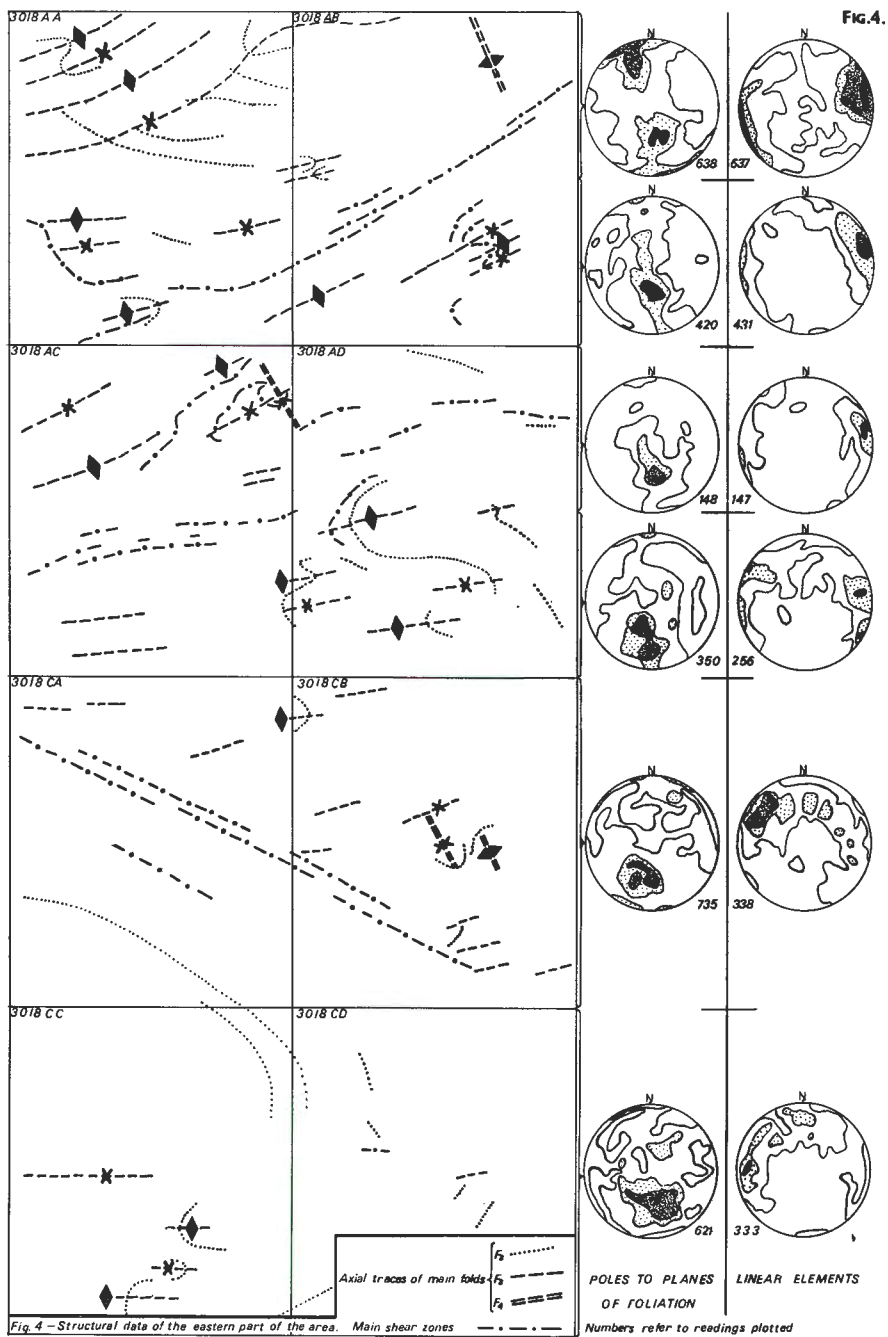 FIG.4.
3018 AA
3018 AB
N
N
638
637
N
N
420
431
3018 AC
3018 AD
N
N
148
147
N
N
350
256
3018 CA
3018 CB
N
N
735
338
3018 CC
3018 CD
N
N
621
333
Axial traces of main folds
F2
F3
F4
POLES TO PLANES
OF FOLIATION
LINEAR ELEMENTS
Fig. 4 — Structural data of the eastern part of the area. Main shear zones
Numbers refer to readings plotted